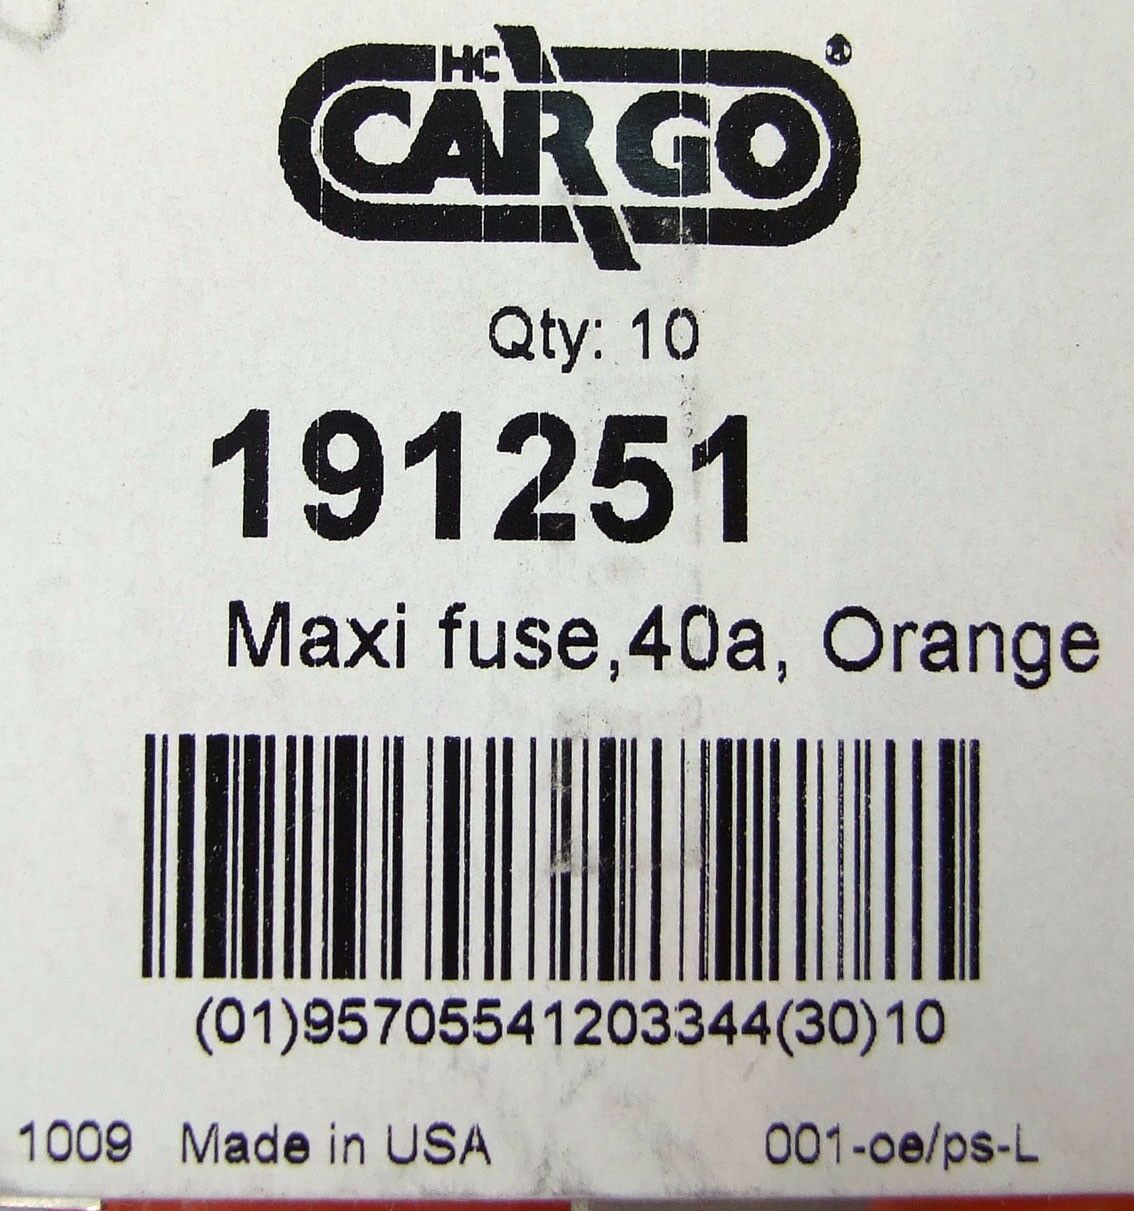 HC
CARGO®
Qty: 10
191251
Maxi fuse,40a, Orange
(01)95705541203344(30)10
1009 Made in USA 001-oe/ps-L